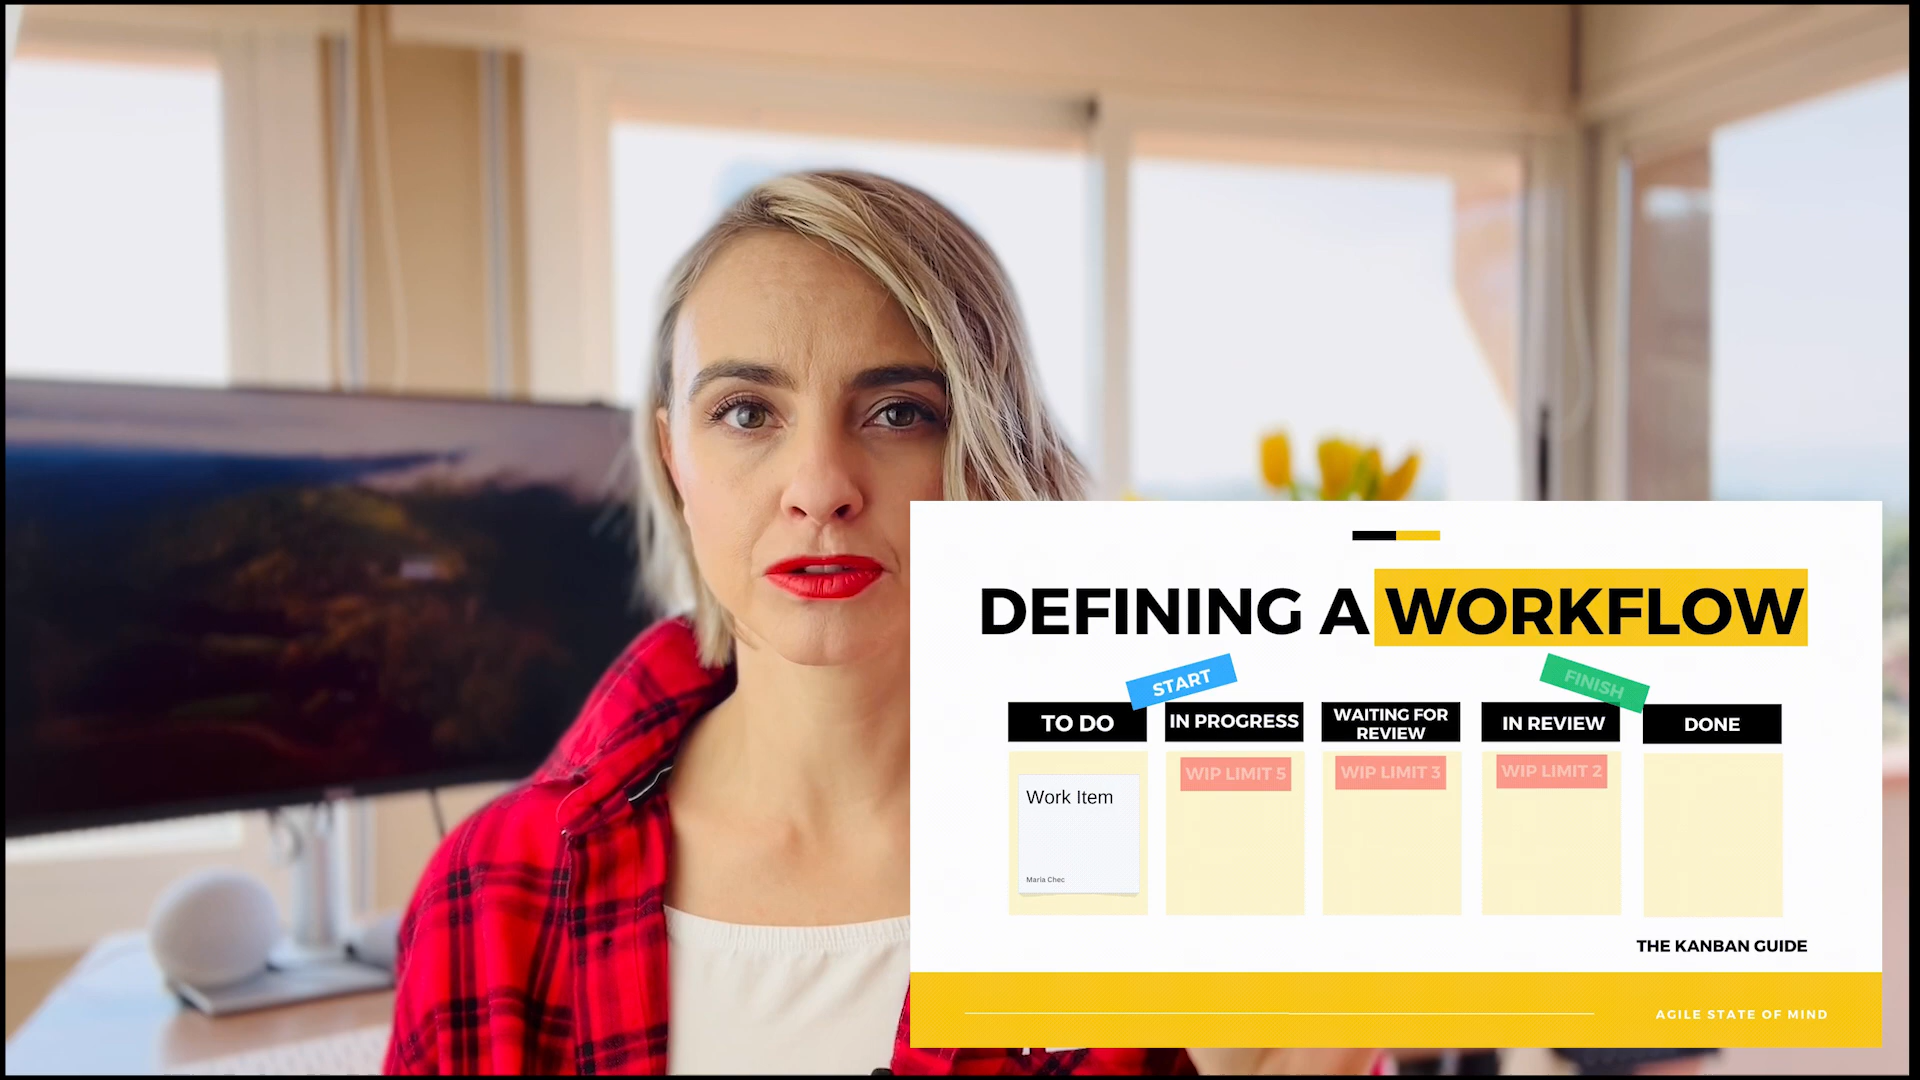 DEFINING A WORKFLOW
START
FINISH
TO DO
IN PROGRESS
WAITING FOR
REVIEW
IN REVIEW
DONE
WIP LIMIT 5
WIP LIMIT 3
WIP LIMIT 2
Work Item
Maria Chec
THE KANBAN GUIDE
AGILE STATE OF MIND